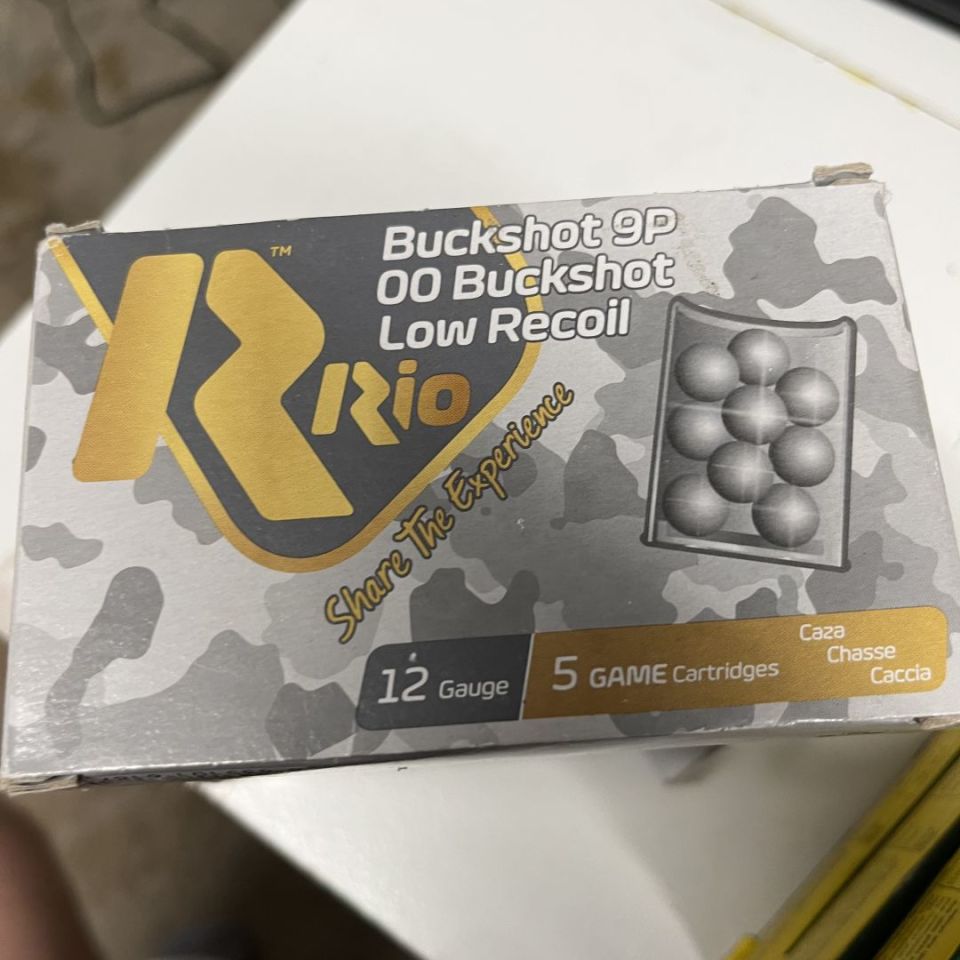 Buckshot 9P
00 Buckshot
Low Recoil
TM
Rio
Share The Experience
12 Gauge
5 GAME Cartridges
Caza
Chasse
Caccia